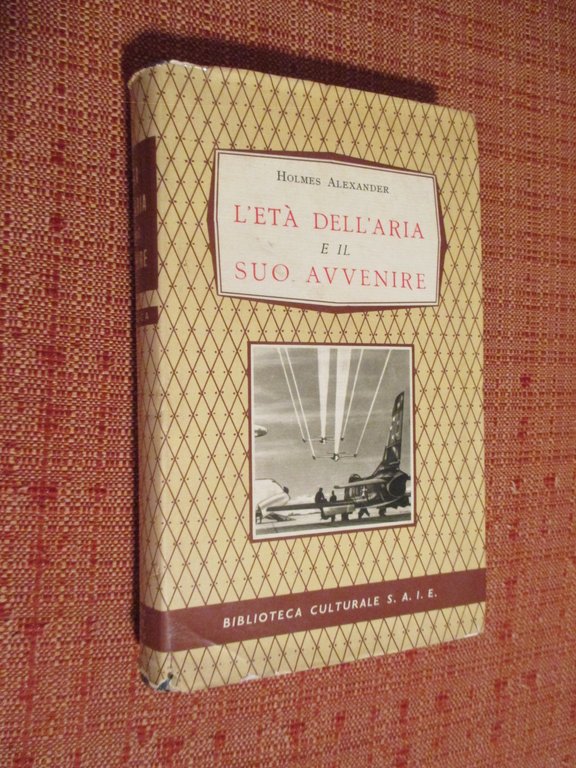 HOLMES ALEXANDER
L'ETÀ DELL'ARIA
E IL
SUO AVVENIRE
BIBLIOTECA CULTURALE S. A. I. E.